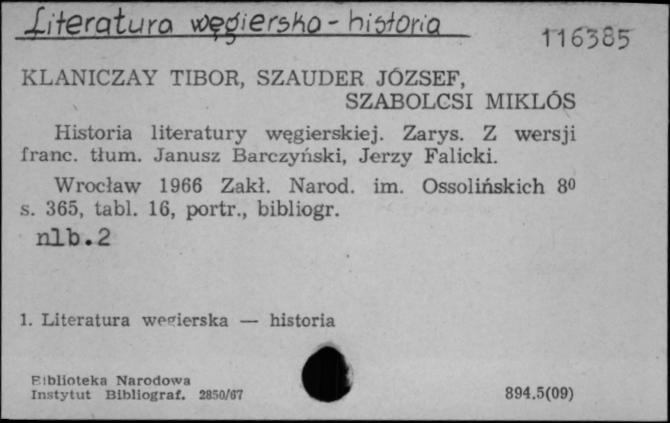 Literatura węgiersko - historia
116385
KLANICZAY TIBOR, SZAUDER JÓZSEF,
SZABOLCSI MIKLÓS
Historia literatury węgierskiej. Zarys. Z wersji
franc. tłum. Janusz Barczyński, Jerzy Falicki.
Wrocław 1966 Zakł. Narod. im. Ossolińskich 8⁰
s. 365, tabl. 16, portr., bibliogr.
nlb.2
1. Literatura węgierska — historia
Biblioteka Narodowa
Instytut Bibliograf. 2850/67
894.5(09)